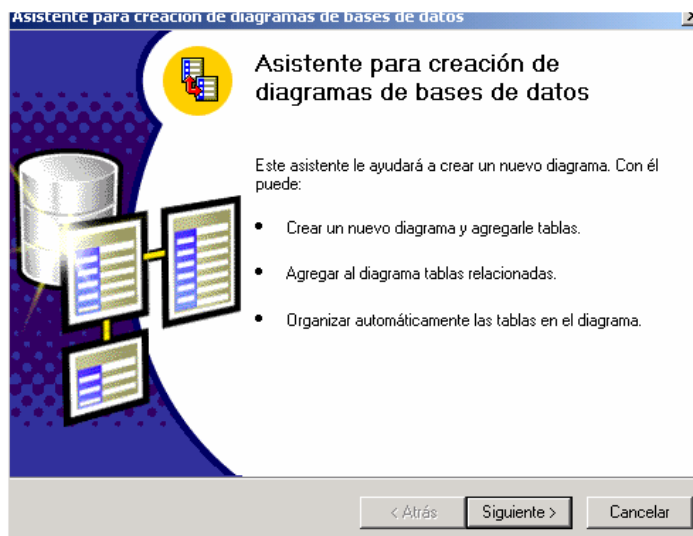 Asistente para creación de diagramas de bases de datos
Asistente para creación de
diagramas de bases de datos
Este asistente le ayudará a crear un nuevo diagrama. Con él
puede:
• Crear un nuevo diagrama y agregarle tablas.
• Agregar al diagrama tablas relacionadas.
• Organizar automáticamente las tablas en el diagrama.
< Atrás Siguiente > Cancelar